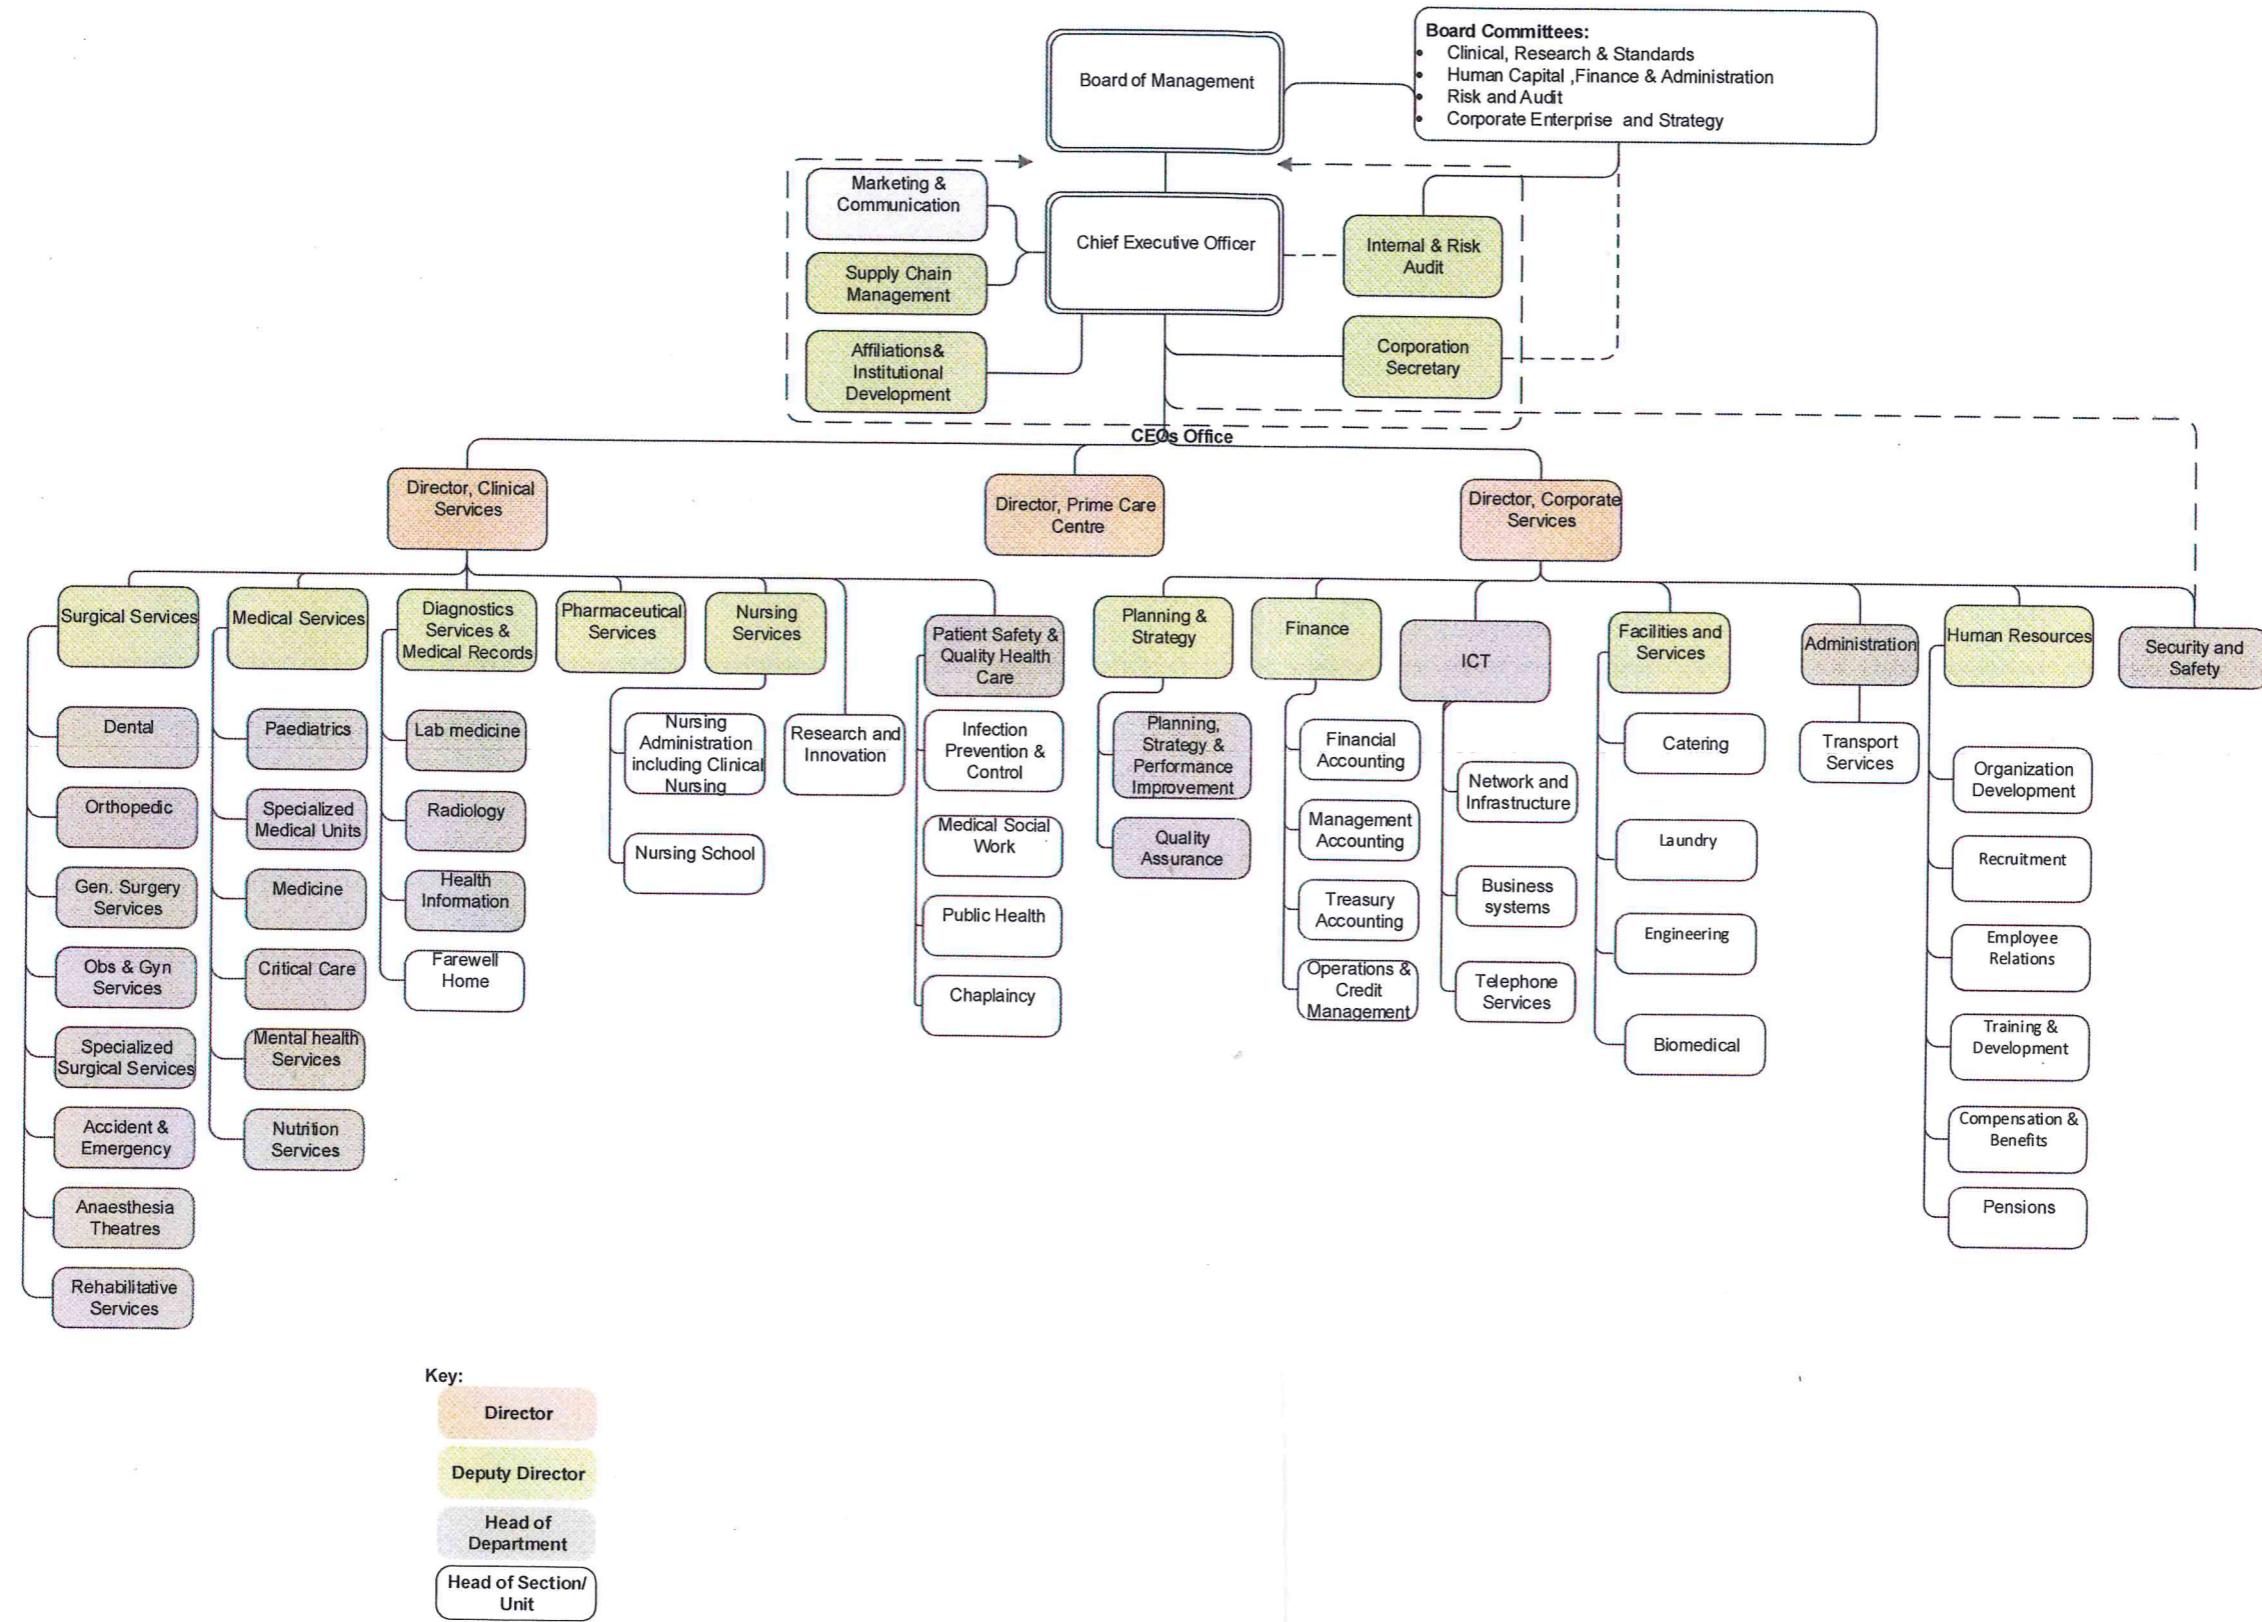 Board Committees:
• Clinical, Research & Standards
• Human Capital ,Finance & Administration
• Risk and Audit
• Corporate Enterprise and Strategy
Board of Management
Marketing &
Communication
Chief Executive Officer
Internal & Risk
Audit
Supply Chain
Management
Affiliations&
Institutional
Development
Corporation
Secretary
CEOs Office
Director, Clinical
Services
Director, Prime Care
Centre
Director, Corporate
Services
Surgical Services
Dental
Orthopedic
Gen. Surgery
Services
Obs & Gyn
Services
Specialized
Surgical Services
Accident &
Emergency
Anaesthesia
Theatres
Rehabilitative
Services
Medical Services
Paediatrics
Specialized
Medical Units
Medicine
Critical Care
Mental health
Services
Nutrition
Services
Diagnostics
Services &
Medical Records
Lab medicine
Radiology
Health
Information
Farewell
Home
Pharmaceutical
Services
Nursing
Services
Nursing
Administration
including Clinical
Nursing
Nursing School
Research and
Innovation
Patient Safety &
Quality Health
Care
Infection
Prevention &
Control
Medical Social
Work
Public Health
Chaplaincy
Planning &
Strategy
Planning,
Strategy &
Performance
Improvement
Quality
Assurance
Finance
Financial
Accounting
Management
Accounting
Treasury
Accounting
Operations &
Credit
Management
ICT
Network and
Infrastructure
Business
systems
Telephone
Services
Facilities and
Services
Catering
Laundry
Engineering
Biomedical
Administration
Transport
Services
Human Resources
Organization
Development
Recruitment
Employee
Relations
Training &
Development
Compensation &
Benefits
Pensions
Security and
Safety
Key:
Director
Deputy Director
Head of
Department
Head of Section/
Unit